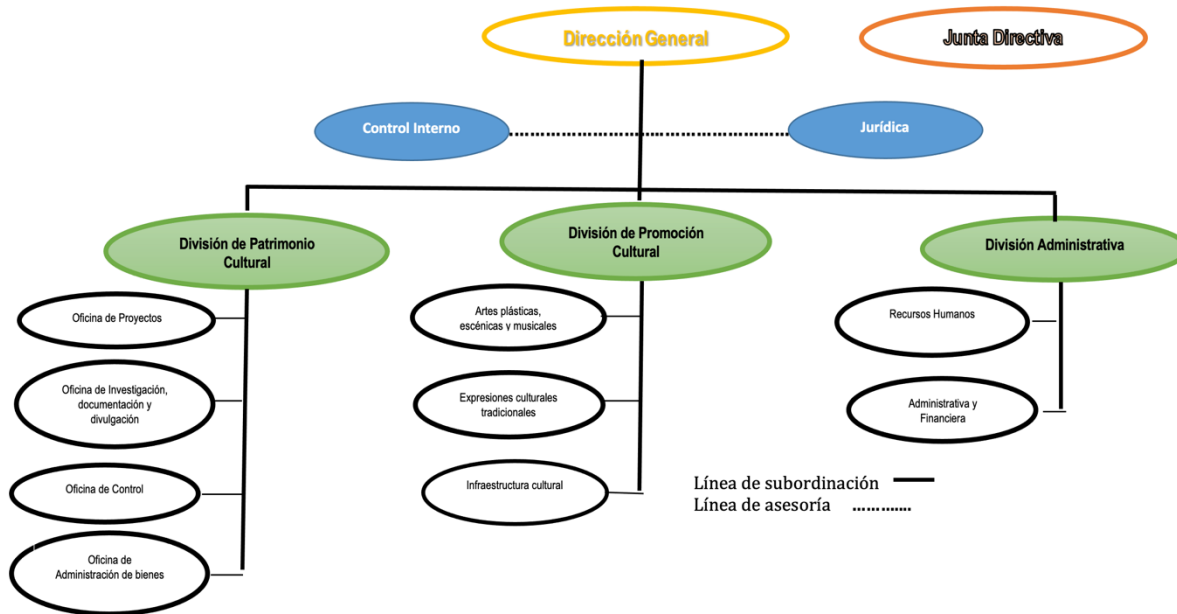 Dirección General
Junta Directiva
Control Interno
Jurídica
División de Patrimonio
Cultural
División de Promoción
Cultural
División Administrativa
Oficina de Proyectos
Artes plásticas,
escénicas y musicales
Recursos Humanos
Oficina de Investigación,
documentación y
divulgación
Expresiones culturales
tradicionales
Administrativa y
Financiera
Oficina de Control
Infraestructura cultural
Línea de subordinación
Línea de asesoría
Oficina de
Administración de bienes